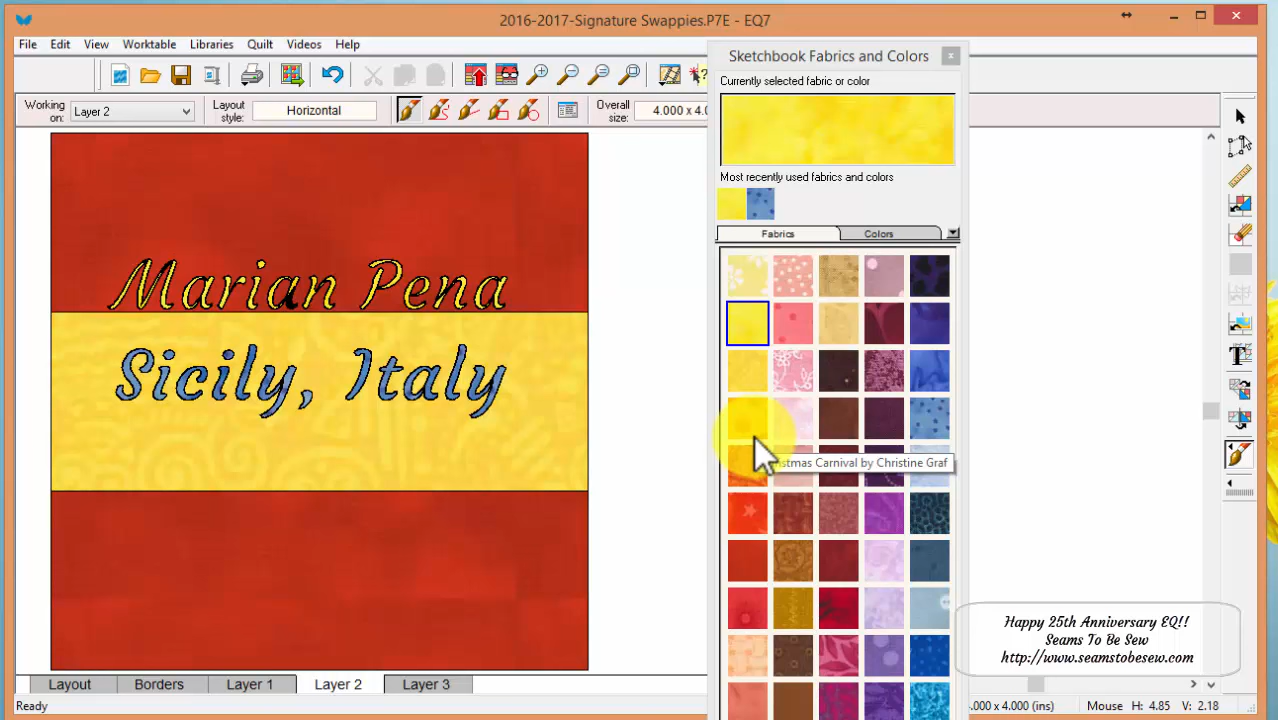 2016-2017-Signature Swappies.P7E - EQ7
File Edit View Worktable Libraries Quilt Videos Help
Sketchbook Fabrics and Colors
Currently selected fabric or color
Working on: Layer 2 Layout style: Horizontal Overall size: 4.000 x 4.0
Most recently used fabrics and colors
Fabrics Colors
Marian Pena
Sicily, Italy
stmas Carnival by Christine Graf
Happy 25th Anniversary EQ!!
Seams To Be Sew
http://www.seamstobesew.com
Layout Borders Layer 1 Layer 2 Layer 3
Ready .000 x 4.000 (ins) Mouse H: 4.85 V: 2.18